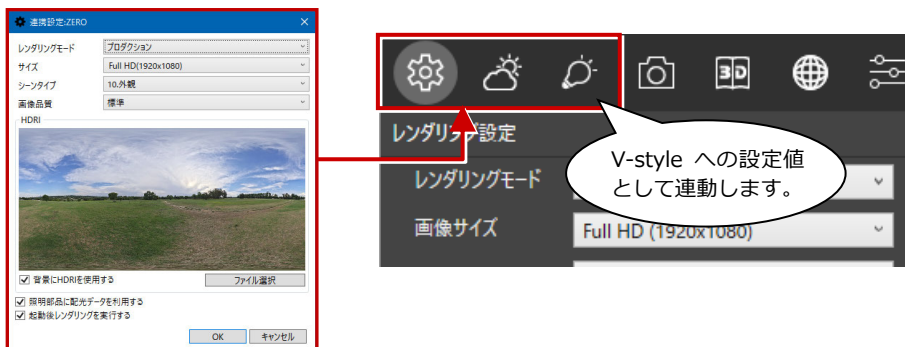 連携設定:ZERO
レンダリングモード
プロダクション
サイズ
Full HD(1920x1080)
シーンタイプ
10.外観
画像品質
標準
HDRI
背景にHDRIを使用する
ファイル選択
照明部品に配光データを利用する
起動後レンダリングを実行する
OK
キャンセル
3D
レンダリング設定
レンダリングモード
画像サイズ
Full HD (1920x1080)
V-style への設定値
として連動します。